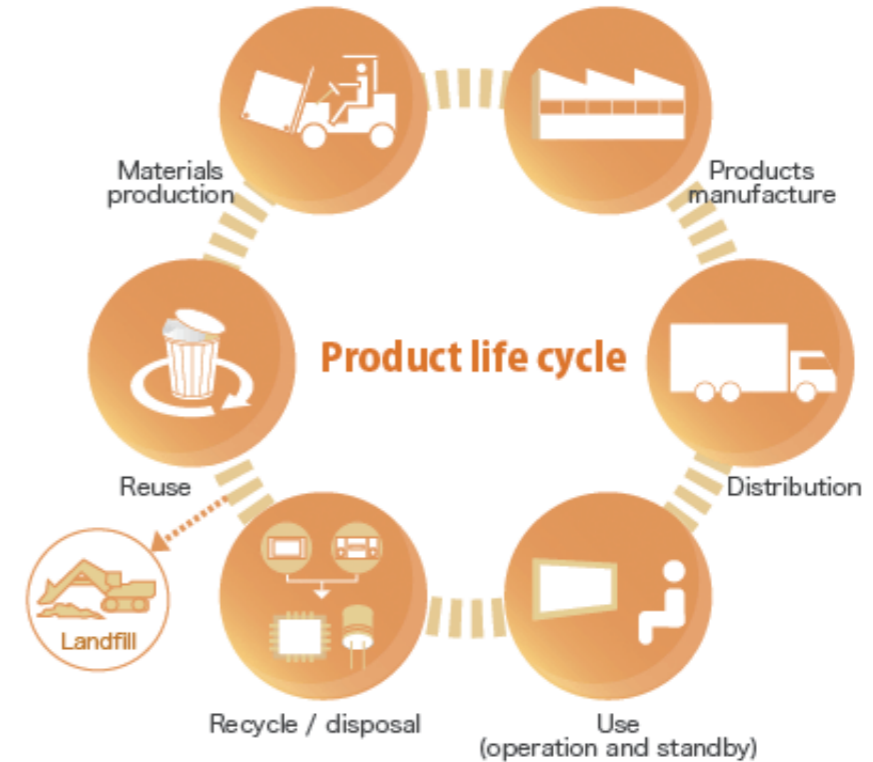 Materials
production
Products
manufacture
Product life cycle
Reuse
Distribution
Landfill
Recycle / disposal
Use
(operation and standby)